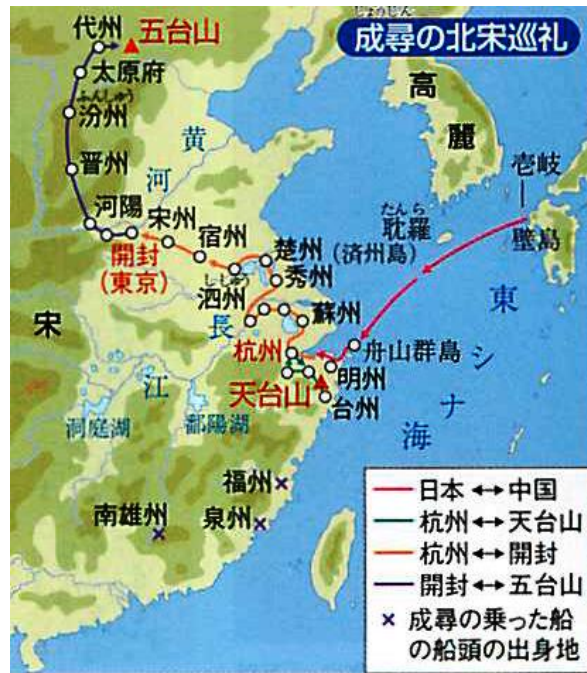 じょうじん
成尋の北宋巡礼
代州
五台山
太原府
ふんしゅう
汾州
晋州
河陽
黄
河
宋州
宿州
開封
(東京)
ししゅう
泗州
楚州
秀州
蘇州
高
麗
壱岐
壁島
たんら
耽羅
(済州島)
宋
長
江
杭州
天台山
明州
台州
舟山群島
東
シ
ナ
海
洞庭湖
鄱陽湖
福州
泉州
南雄州
日本⟷中国
杭州⟷天台山
杭州⟷開封
開封⟷五台山
× 成尋の乗った船
の船頭の出身地